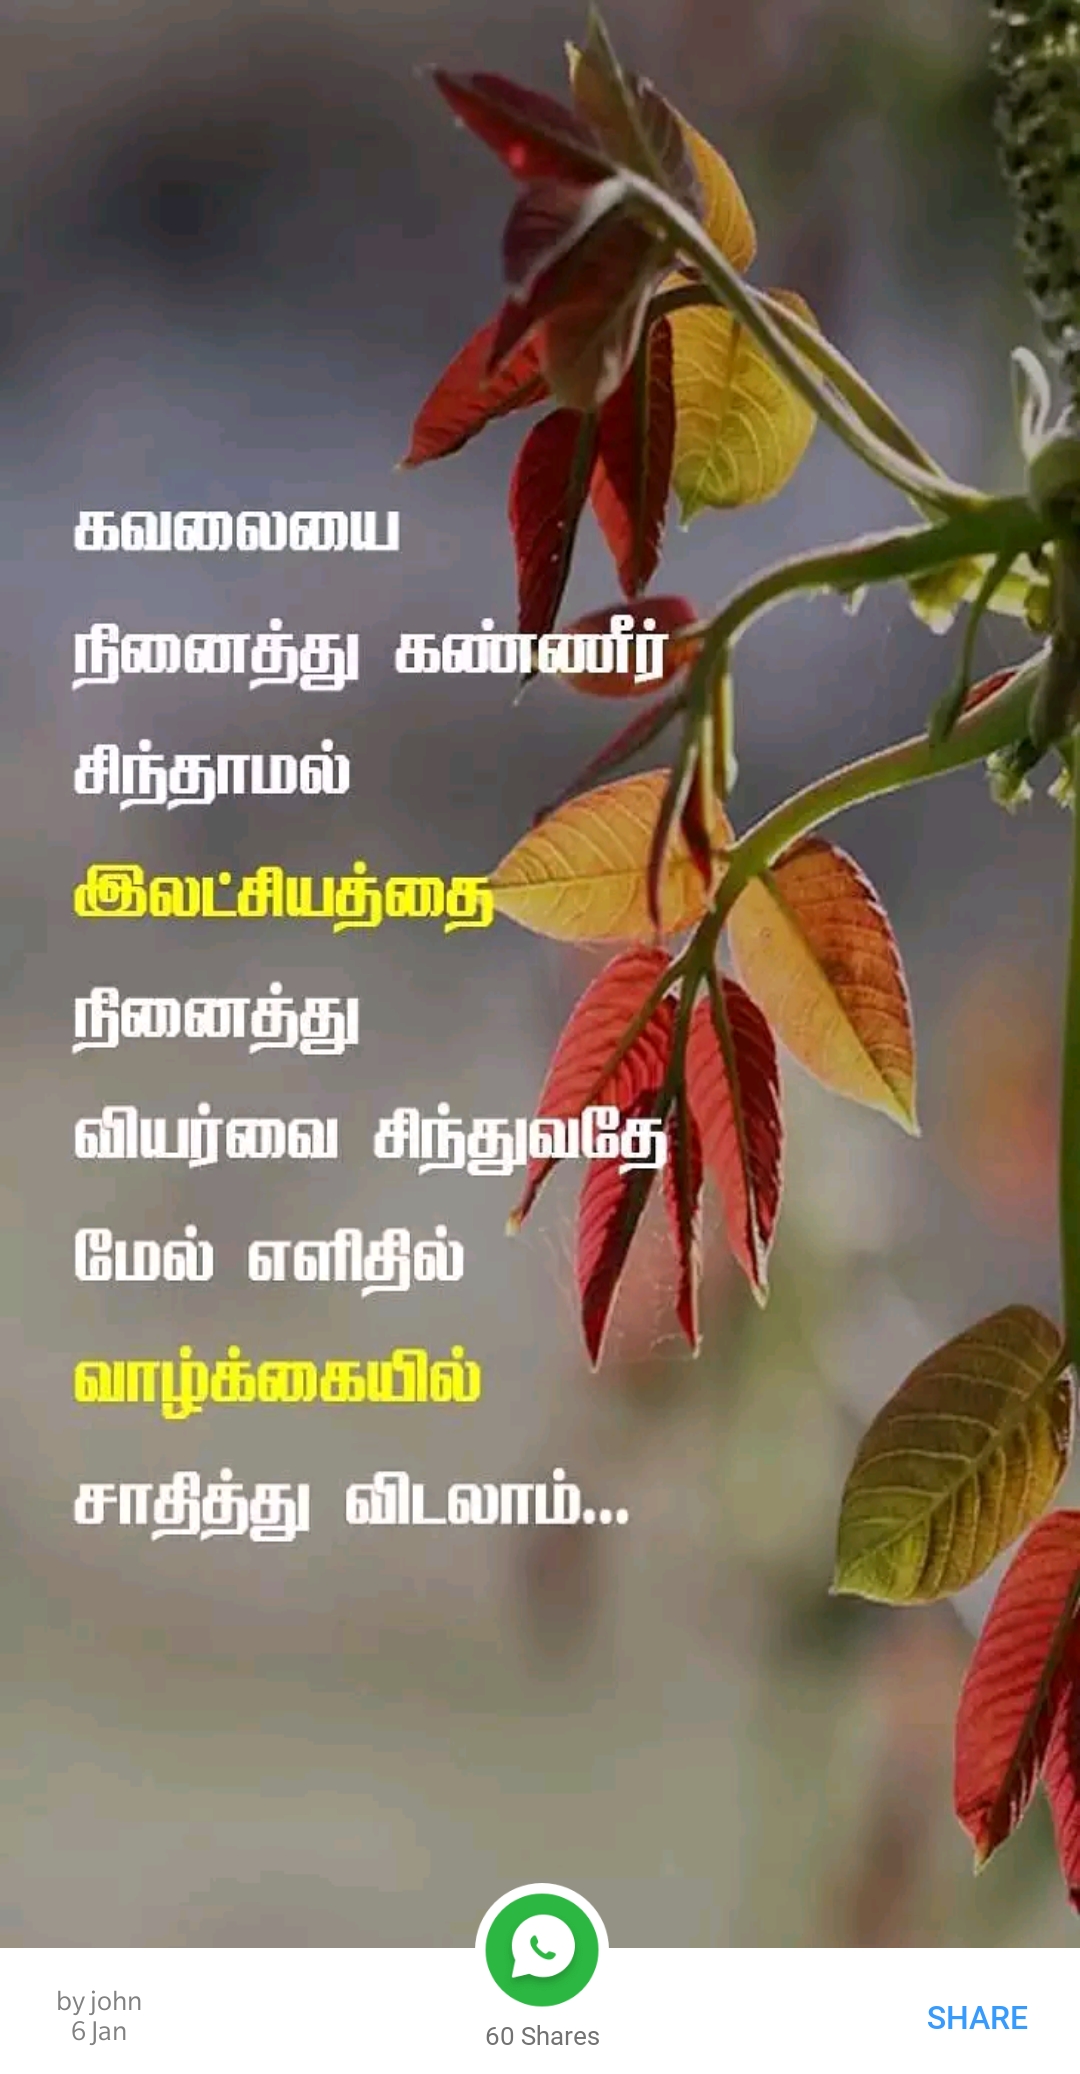 கவலையை
நினைத்து கண்ணீர்
சிந்தாமல்
இலட்சியத்தை
நினைத்து
வியர்வை சிந்துவதே
மேல் எளிதில்
வாழ்க்கையில்
சாதித்து விடலாம்...
by john
6 Jan
60 Shares
SHARE